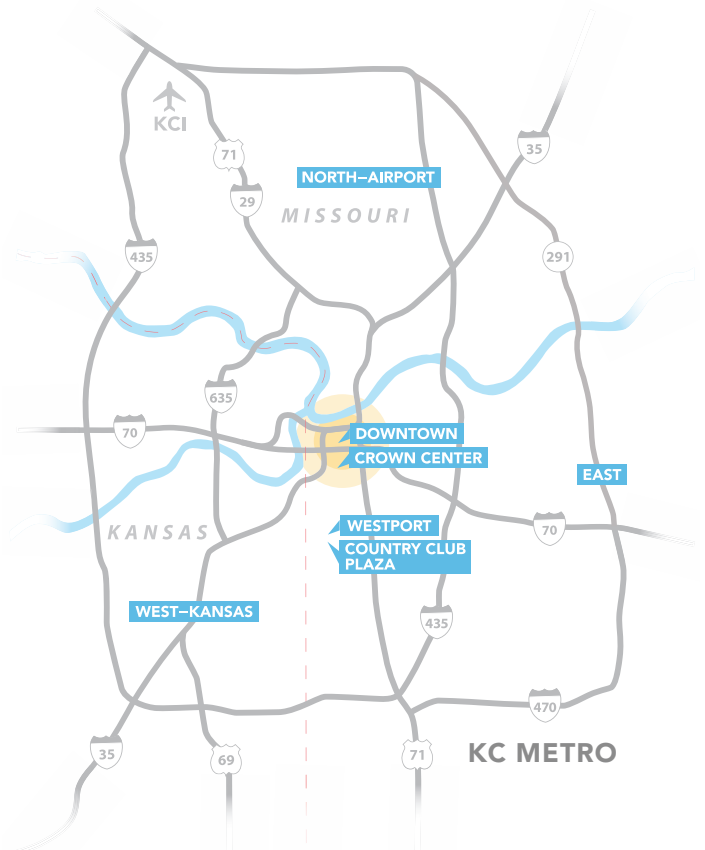 KCI
71
35
NORTH–AIRPORT
29
MISSOURI
435
291
635
70
DOWNTOWN
CROWN CENTER
EAST
WESTPORT
70
KANSAS
COUNTRY CLUB
PLAZA
WEST–KANSAS
435
470
35
69
71
KC METRO